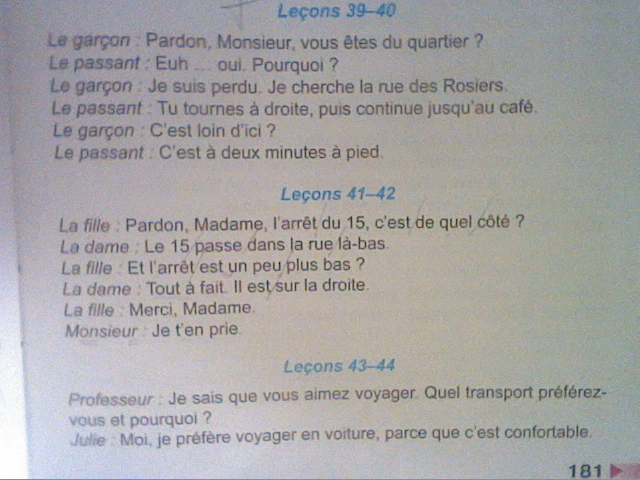 Leçons 39–40
Le garçon : Pardon, Monsieur, vous êtes du quartier ?
Le passant : Euh ... oui. Pourquoi ?
Le garçon : Je suis perdu. Je cherche la rue des Rosiers.
Le passant : Tu tournes à droite, puis continue jusqu'au café.
Le garçon : C'est loin d'ici ?
Le passant : C'est à deux minutes à pied.
Leçons 41–42
La fille : Pardon, Madame, l'arrêt du 15, c'est de quel côté ?
La dame : Le 15 passe dans la rue là-bas.
La fille : Et l'arrêt est un peu plus bas ?
La dame : Tout à fait. Il est sur la droite.
La fille : Merci, Madame.
Monsieur : Je t'en prie.
Leçons 43–44
Professeur : Je sais que vous aimez voyager. Quel transport préférez-
vous et pourquoi ?
Julie : Moi, je préfère voyager en voiture, parce que c'est confortable.
181